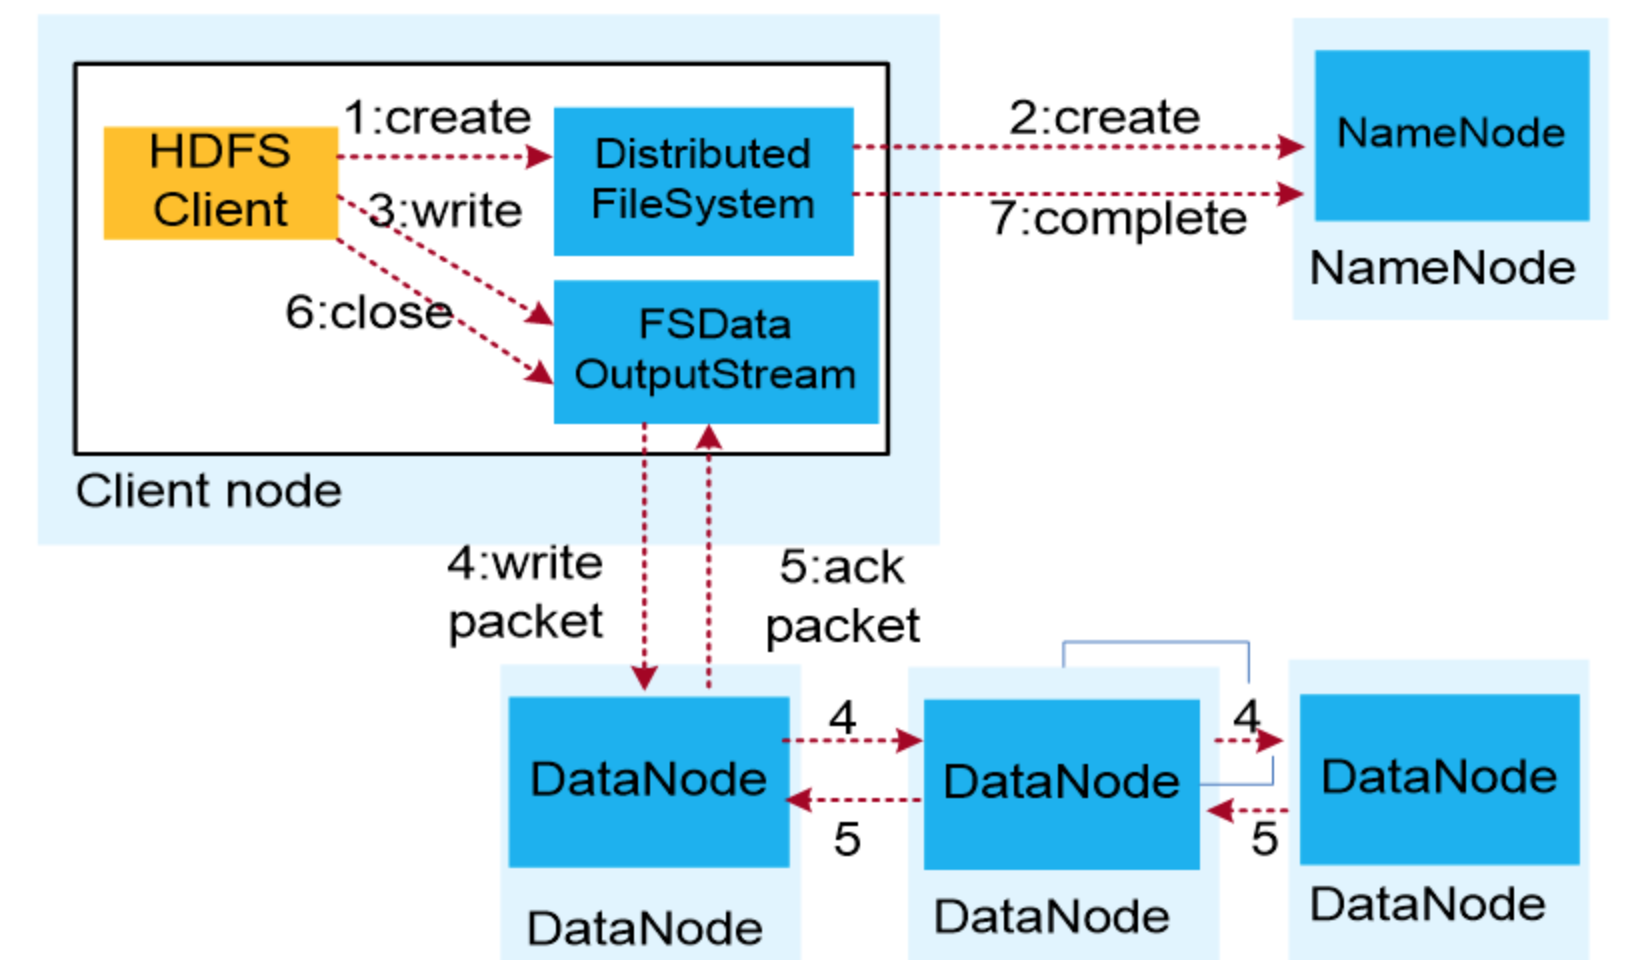 1:create
HDFS
Client
Distributed
FileSystem
2:create
NameNode
3:write
7:complete
NameNode
6:close
FSData
OutputStream
Client node
4:write
packet
5:ack
packet
4
4
DataNode
DataNode
DataNode
5
5
DataNode
DataNode
DataNode